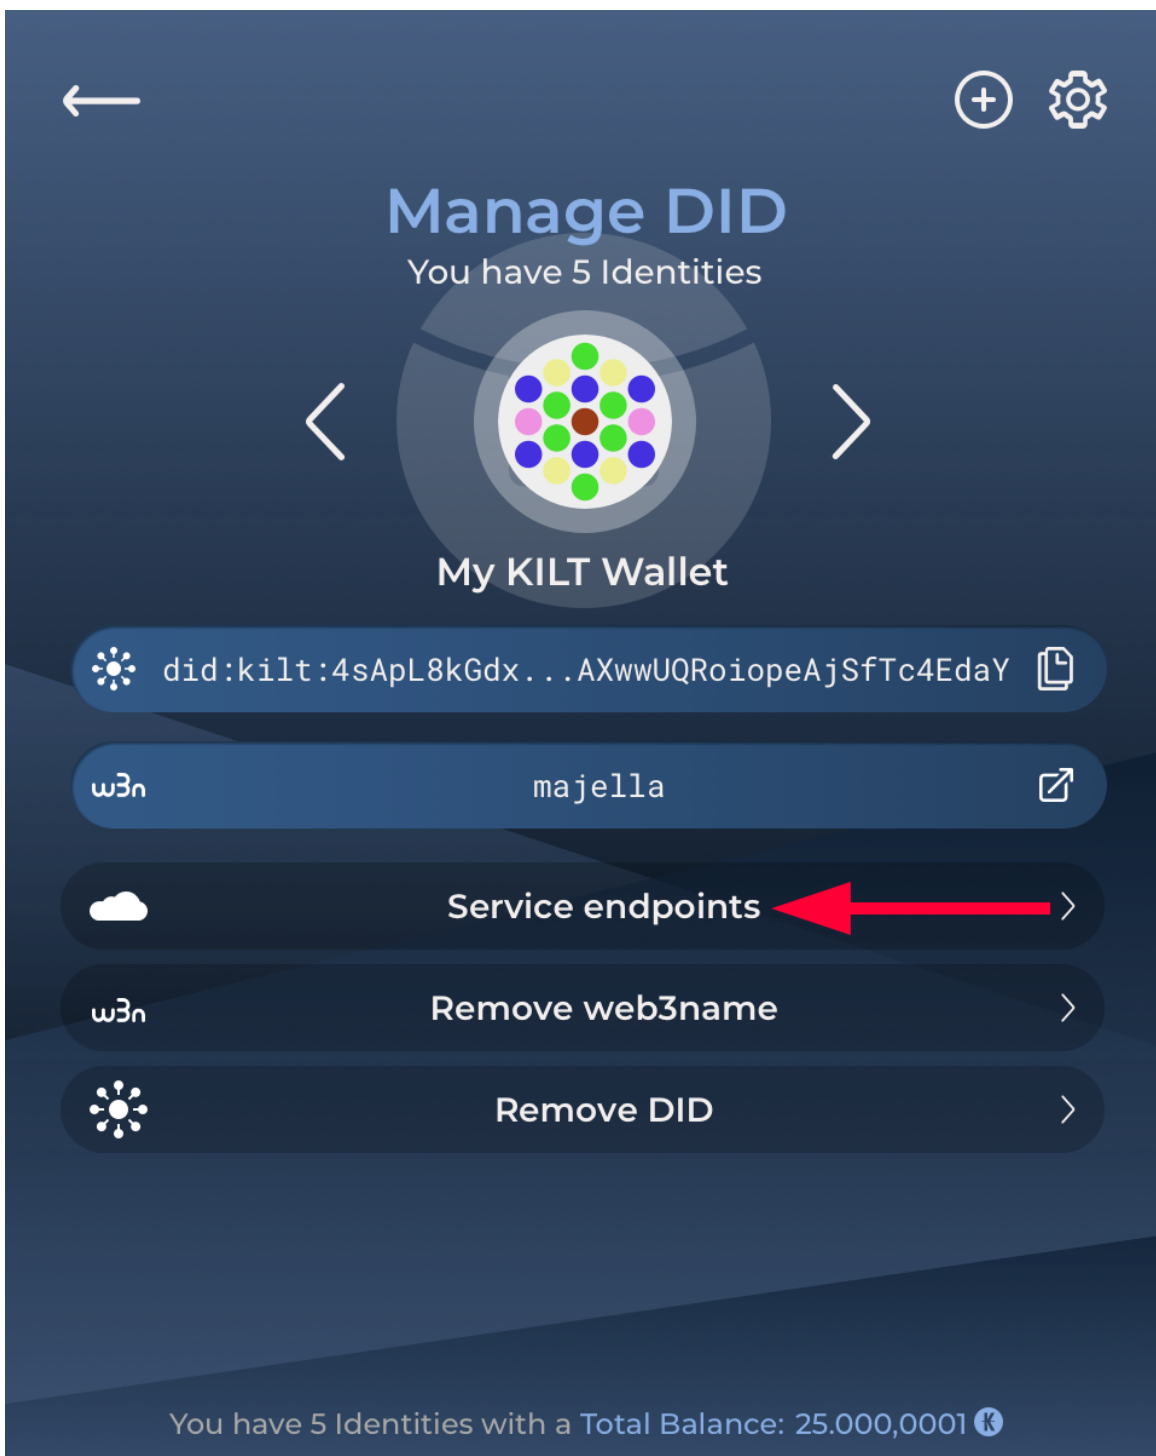 Manage DID
You have 5 Identities
My KILT Wallet
did:kilt:4sApL8kGdx...AXwwUQRoiopeAjSfTc4EdaY
w3n majella
Service endpoints
w3n Remove web3name
Remove DID
You have 5 Identities with a Total Balance: 25.000,0001 K